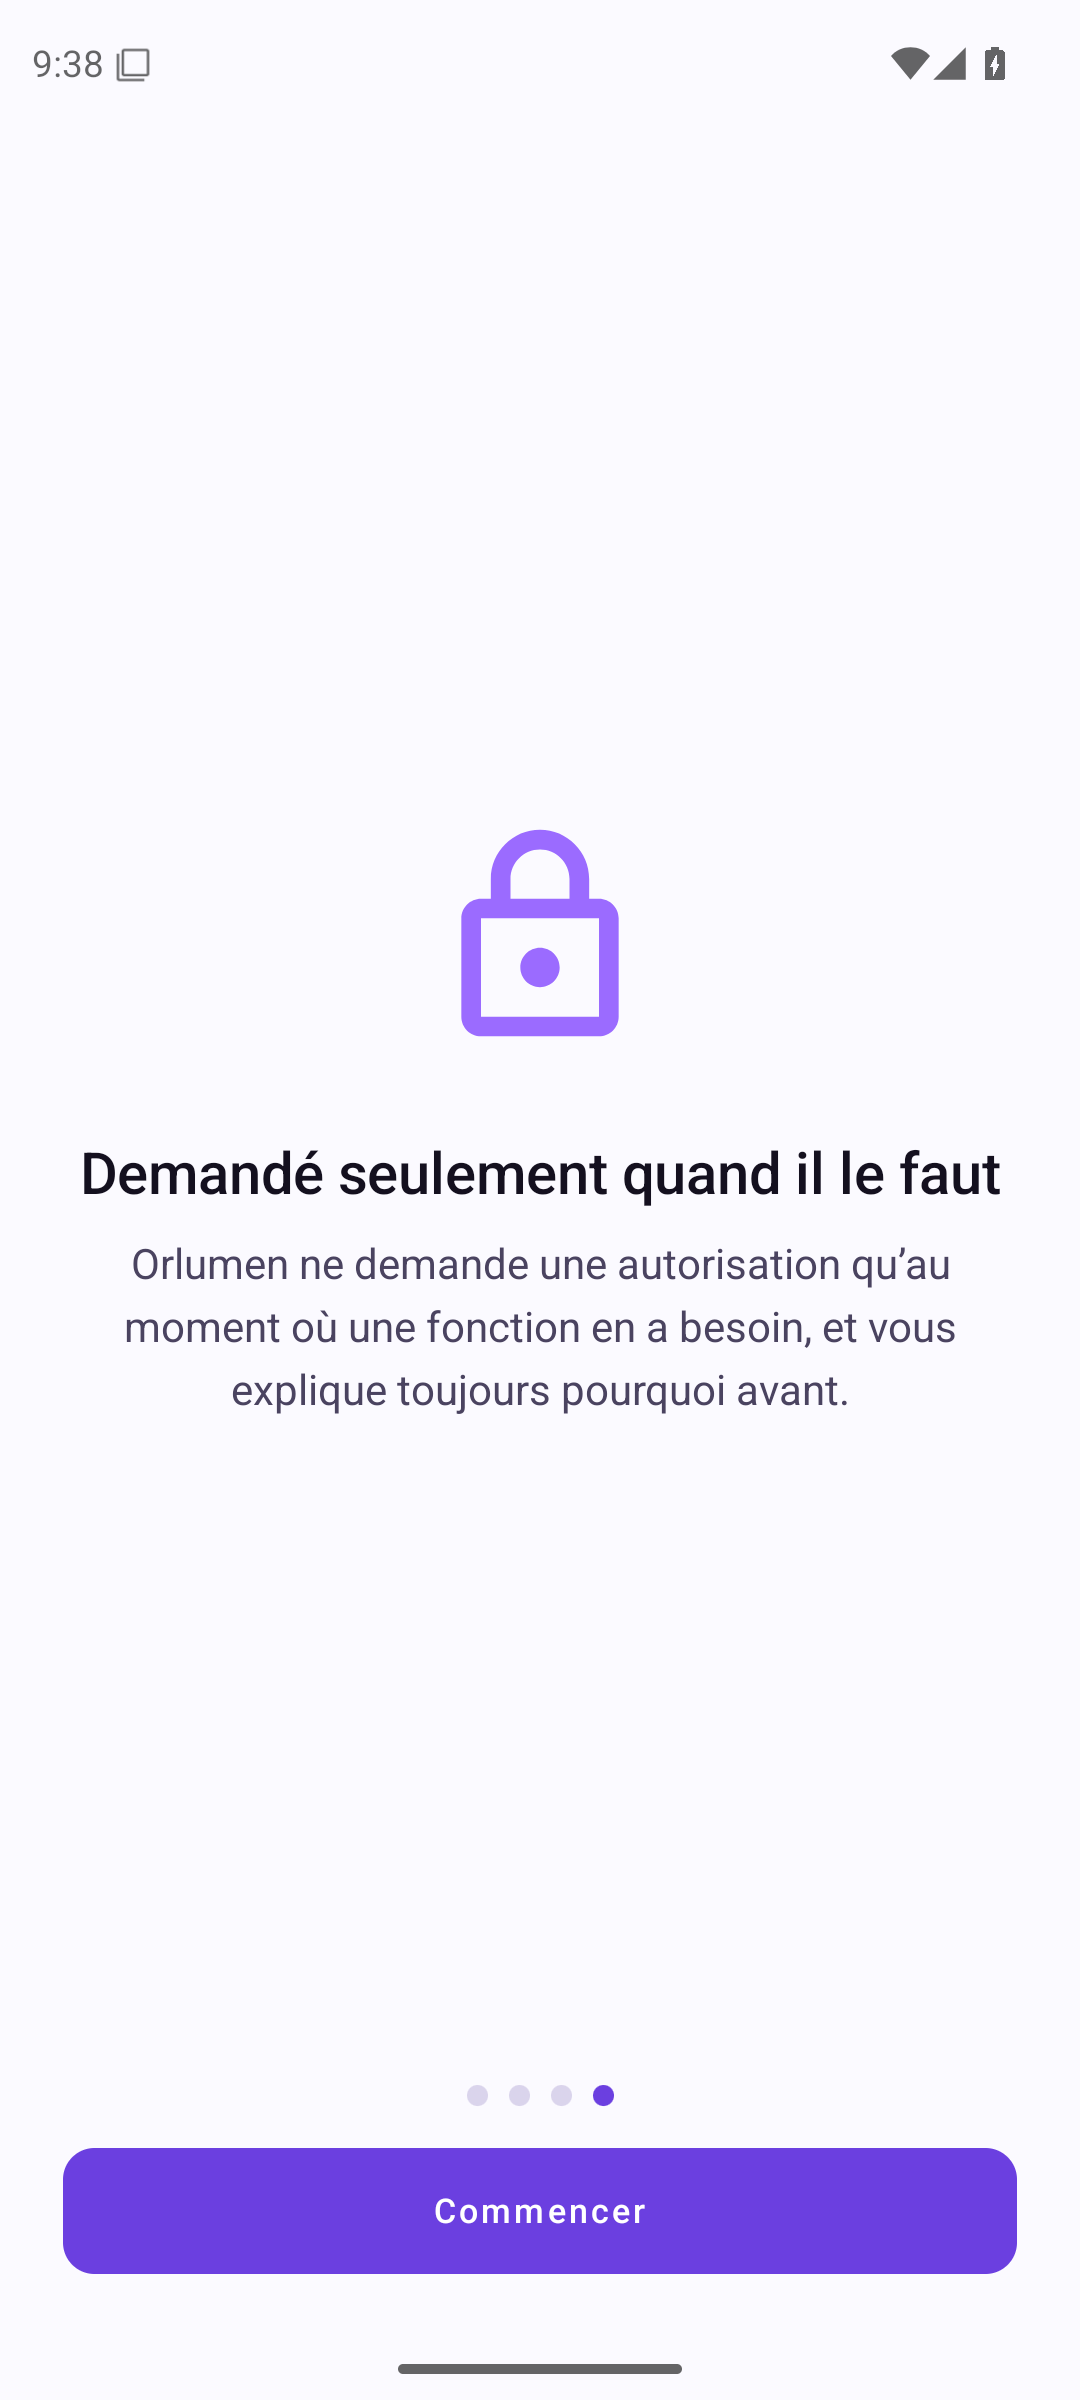 9:38
Demandé seulement quand il le faut
Orlumen ne demande une autorisation qu’au
moment où une fonction en a besoin, et vous
explique toujours pourquoi avant.
Commencer